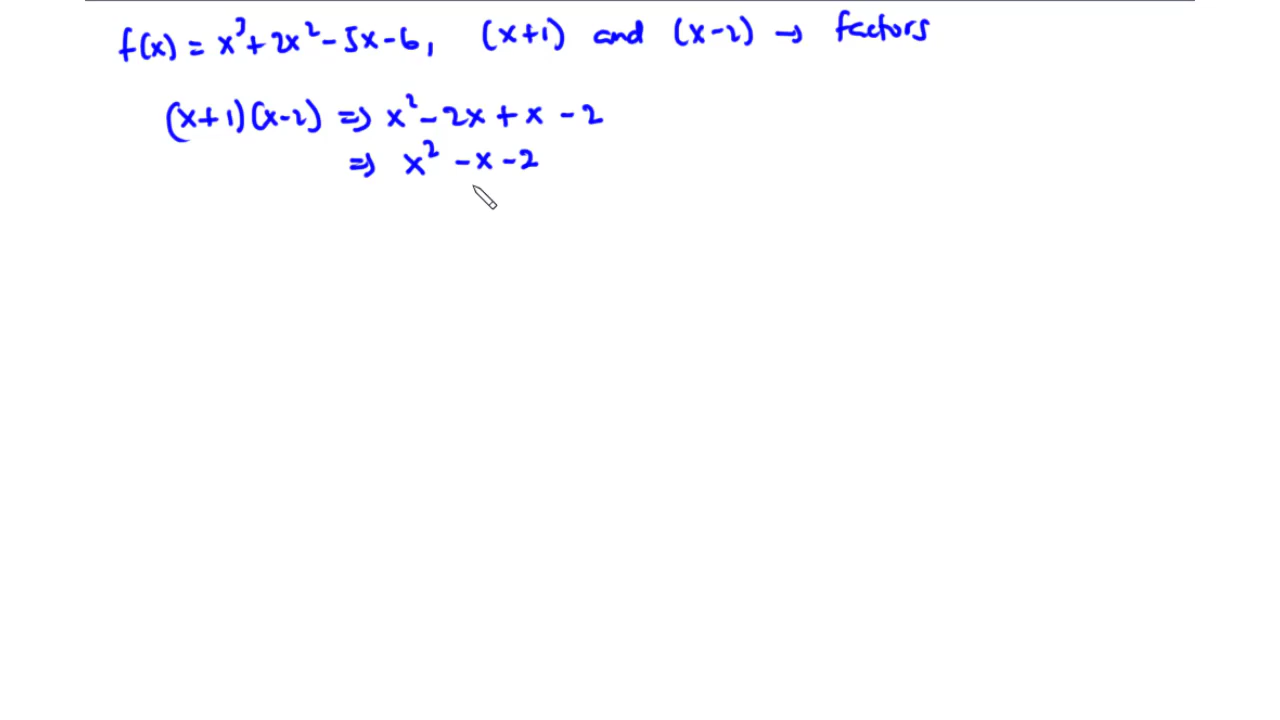 f(x) = x³ + 2x² - 5x - 6, (x+1) and (x-2) → factors
(x+1)(x-2) ⇒ x² - 2x + x - 2
⇒ x² - x - 2